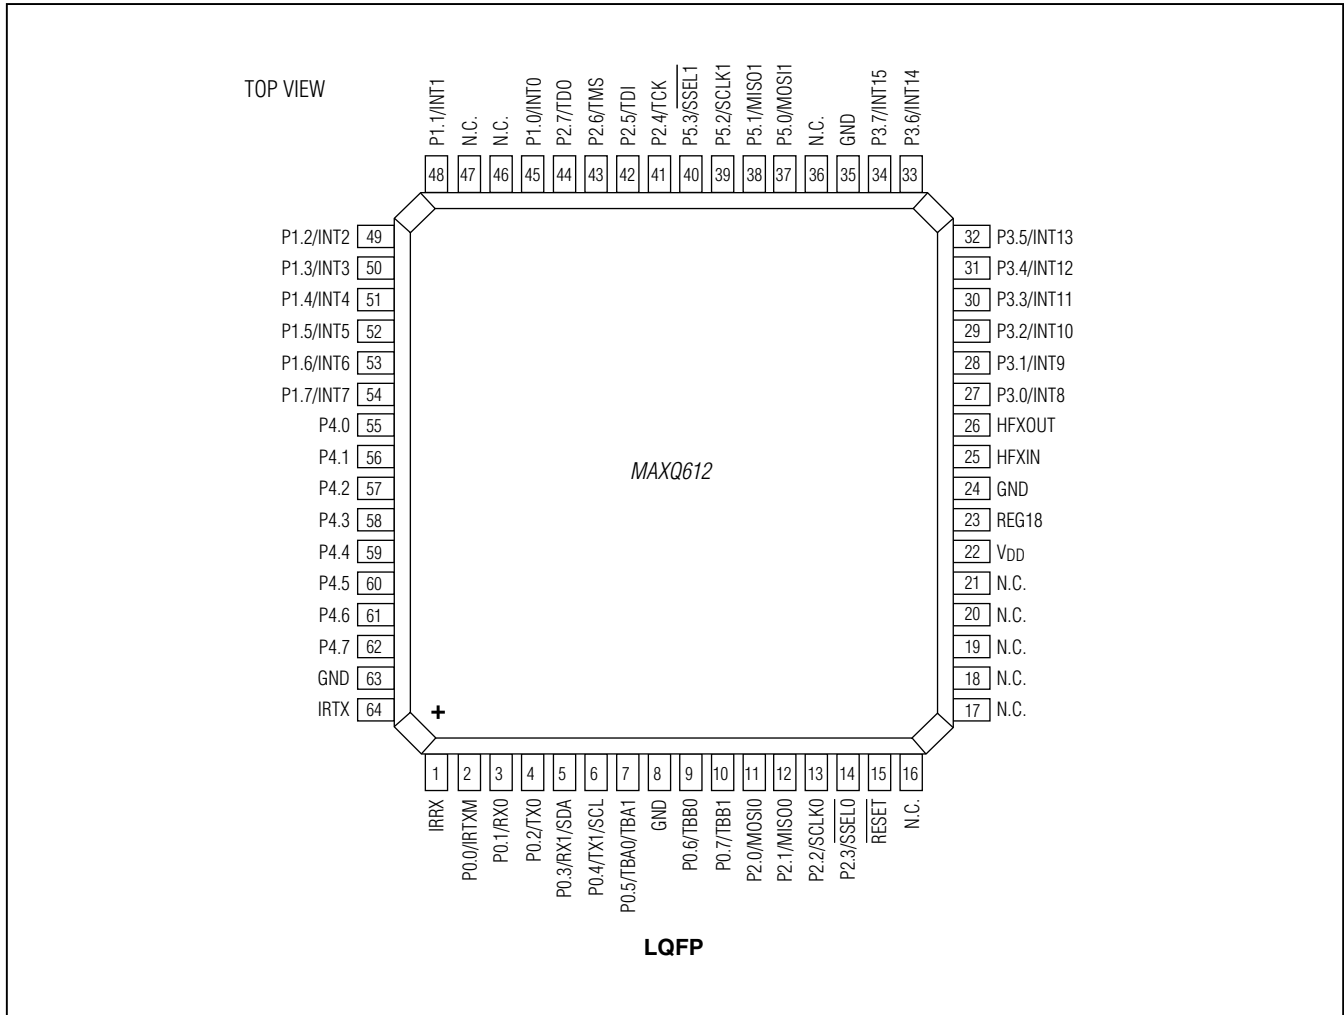 TOP VIEW
P1.1/INT1
N.C.
N.C.
P1.0/INT0
P2.7/TDO
P2.6/TMS
P2.5/TDI
P2.4/TCK
P5.3/SSEL1
P5.2/SCLK1
P5.1/MISO1
P5.0/MOSI1
N.C.
GND
P3.7/INT15
P3.6/INT14
48 47 46 45 44 43 42 41 40 39 38 37 36 35 34 33
P1.2/INT2 49
P1.3/INT3 50
P1.4/INT4 51
P1.5/INT5 52
P1.6/INT6 53
P1.7/INT7 54
P4.0 55
P4.1 56
P4.2 57
P4.3 58
P4.4 59
P4.5 60
P4.6 61
P4.7 62
GND 63
IRTX 64
MAXQ612
32 P3.5/INT13
31 P3.4/INT12
30 P3.3/INT11
29 P3.2/INT10
28 P3.1/INT9
27 P3.0/INT8
26 HFXOUT
25 HFXIN
24 GND
23 REG18
22 VDD
21 N.C.
20 N.C.
19 N.C.
18 N.C.
17 N.C.
+
1 2 3 4 5 6 7 8 9 10 11 12 13 14 15 16
IRRX
P0.0/IRTXM
P0.1/RX0
P0.2/TX0
P0.3/RX1/SDA
P0.4/TX1/SCL
P0.5/TBA0/TBA1
GND
P0.6/TBB0
P0.7/TBB1
P2.0/MOSI0
P2.1/MISO0
P2.2/SCLK0
P2.3/SSEL0
RESET
N.C.
LQFP